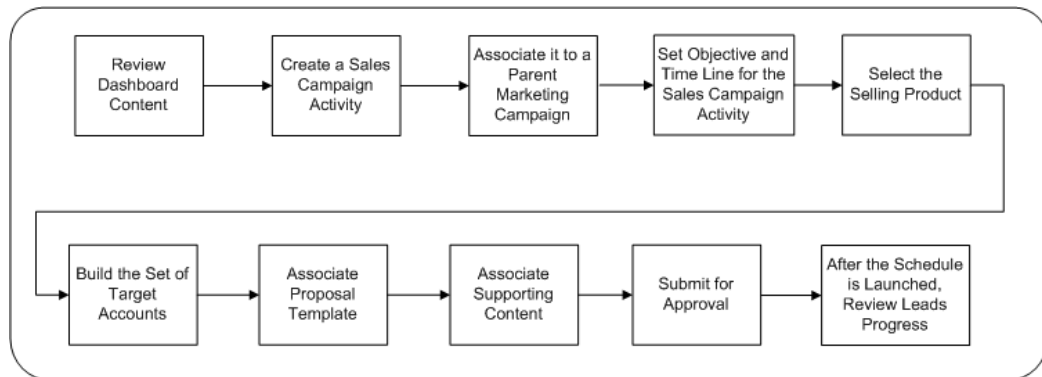 Review
Dashboard
Content
Create a Sales
Campaign
Activity
Associate it to a
Parent
Marketing
Campaign
Set Objective and
Time Line for the
Sales Campaign
Activity
Select the
Selling Product
Build the Set of
Target
Accounts
Associate
Proposal
Template
Associate
Supporting
Content
Submit for
Approval
After the Schedule
is Launched,
Review Leads
Progress